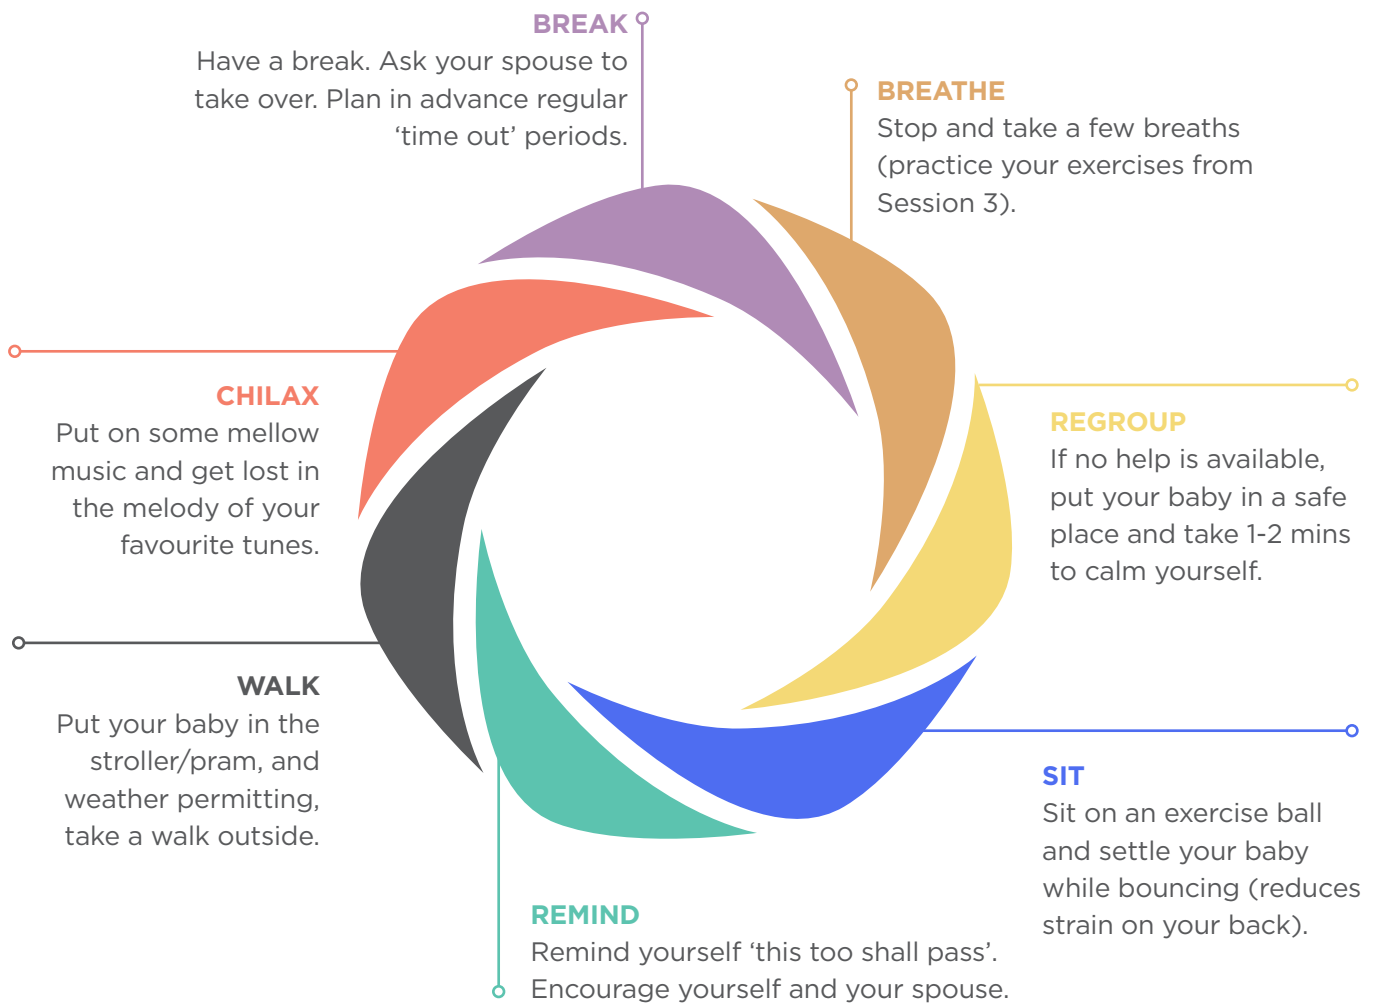 BREAK
Have a break. Ask your spouse to
take over. Plan in advance regular
‘time out’ periods.
BREATHE
Stop and take a few breaths
(practice your exercises from
Session 3).
REGROUP
If no help is available,
put your baby in a safe
place and take 1-2 mins
to calm yourself.
SIT
Sit on an exercise ball
and settle your baby
while bouncing (reduces
strain on your back).
REMIND
Remind yourself ‘this too shall pass’.
Encourage yourself and your spouse.
WALK
Put your baby in the
stroller/pram, and
weather permitting,
take a walk outside.
CHILAX
Put on some mellow
music and get lost in
the melody of your
favourite tunes.